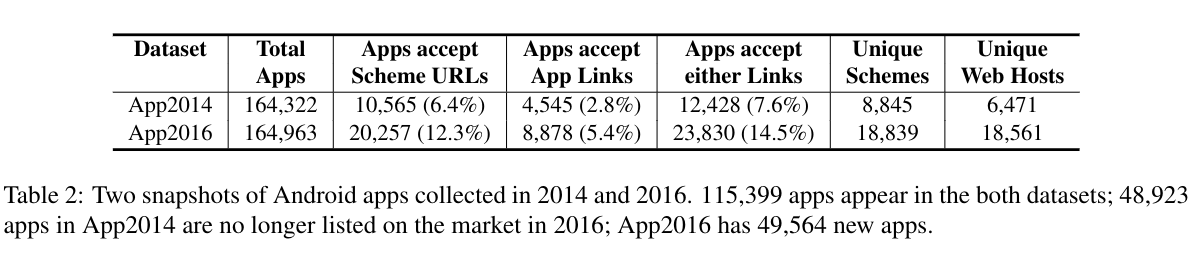 Dataset Total Apps accept Apps accept Apps accept Unique Unique
Apps Scheme URLs App Links either Links Schemes Web Hosts
App2014 164,322 10,565 (6.4%) 4,545 (2.8%) 12,428 (7.6%) 8,845 6,471
App2016 164,963 20,257 (12.3%) 8,878 (5.4%) 23,830 (14.5%) 18,839 18,561
Table 2: Two snapshots of Android apps collected in 2014 and 2016. 115,399 apps appear in the both datasets; 48,923
apps in App2014 are no longer listed on the market in 2016; App2016 has 49,564 new apps.